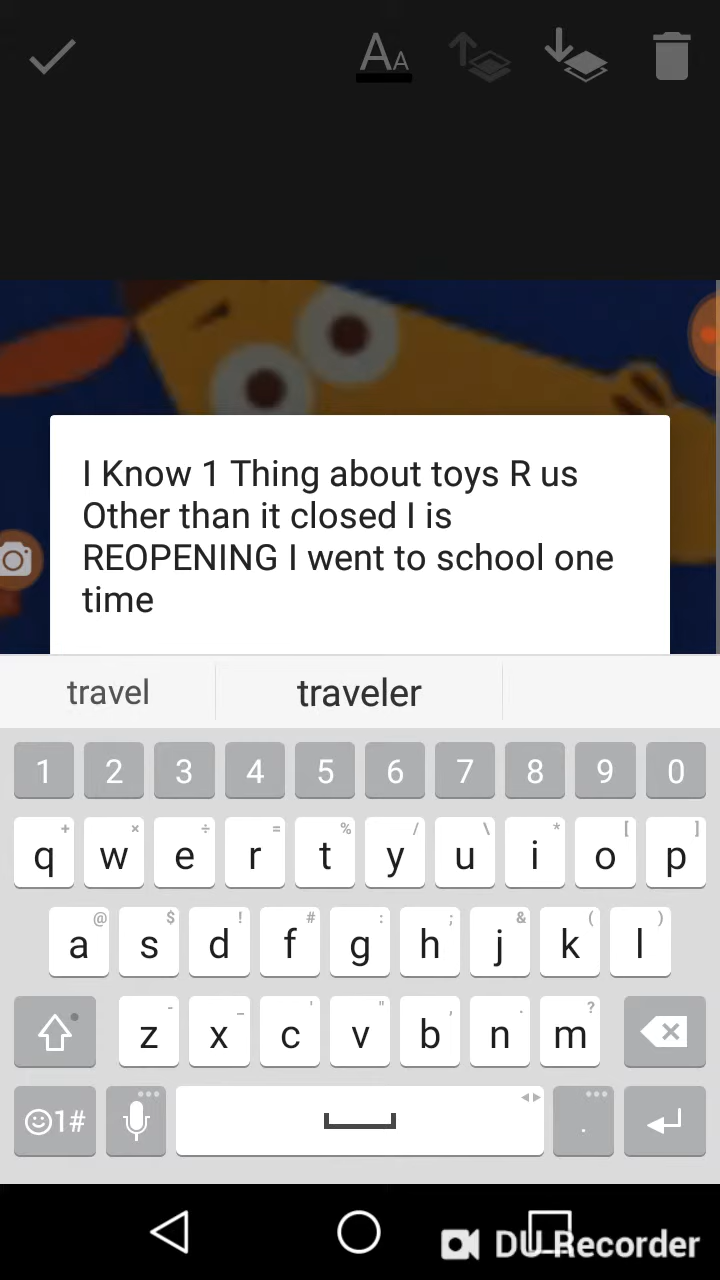 AA
I Know 1 Thing about toys R us
Other than it closed I is
REOPENING I went to school one
time
travel traveler
1 2 3 4 5 6 7 8 9 0
+ × ÷ = % / \ * [ ]
q w e r t y u i o p
@ $ ! # : ; & ( )
a s d f g h j k l
- _ ' " , . ?
z x c v b n m
1# .
DU Recorder